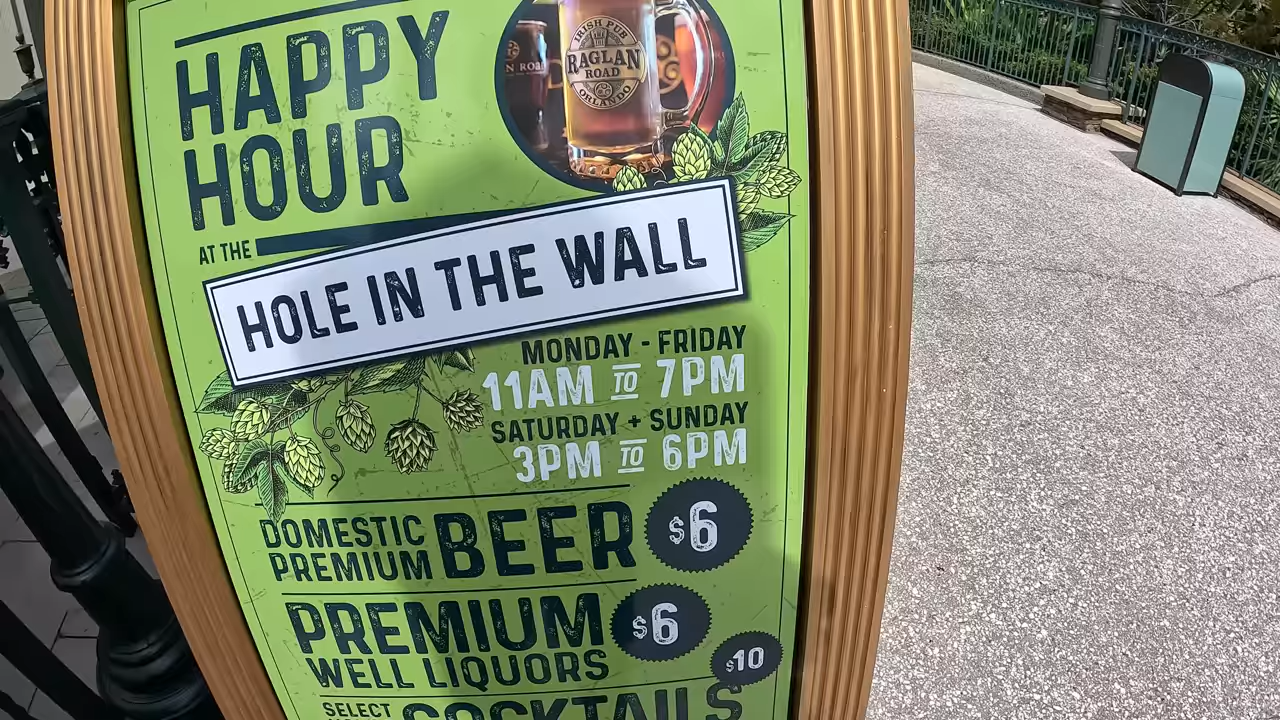 HAPPY
HOUR
AT THE
HOLE IN THE WALL
IRISH PUB
RAGLAN
ROAD
ORLANDO
MONDAY - FRIDAY
11AM TO 7PM
SATURDAY + SUNDAY
3PM TO 6PM
DOMESTIC
PREMIUM
BEER
$6
PREMIUM
WELL LIQUORS
$6
$10
SELECT
COCKTAILS